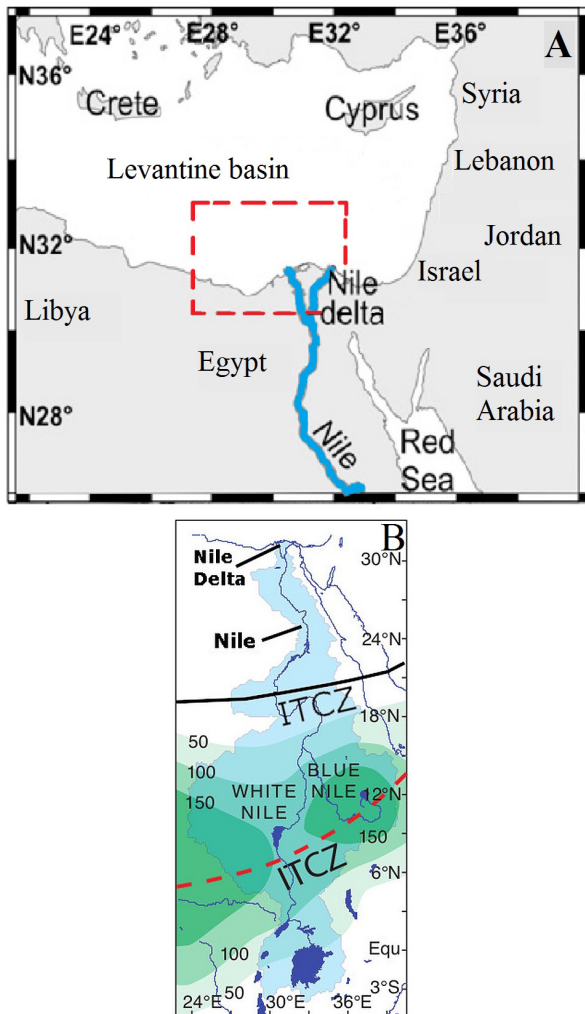 E24° E28° E32° E36°
A
N36°
Crete
Cyprus
Syria
Levantine basin
Lebanon
N32°
Jordan
Israel
Libya
Nile
delta
Egypt
Saudi
Arabia
N28°
Nile
Red
Sea
B
Nile
Delta
30°N
Nile
24°N
ITCZ
18°N
50
100
150
WHITE
NILE
BLUE
NILE
12°N
150
ITCZ
6°N
100
50
Equ
3°S
24°E 30°E 36°E